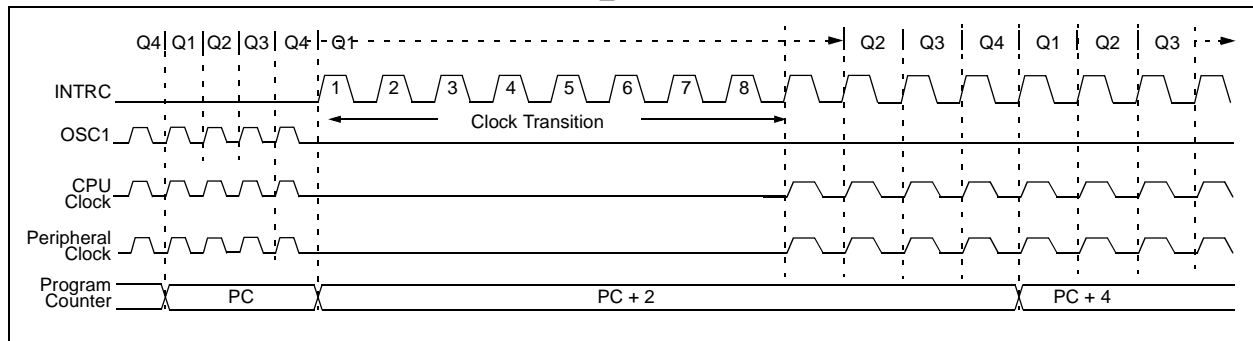 Q4 Q1 Q2 Q3 Q4 Q1 Q2 Q3 Q4 Q1 Q2 Q3
INTRC 1 2 3 4 5 6 7 8
Clock Transition
OSC1
CPU
Clock
Peripheral
Clock
Program
Counter PC PC + 2 PC + 4